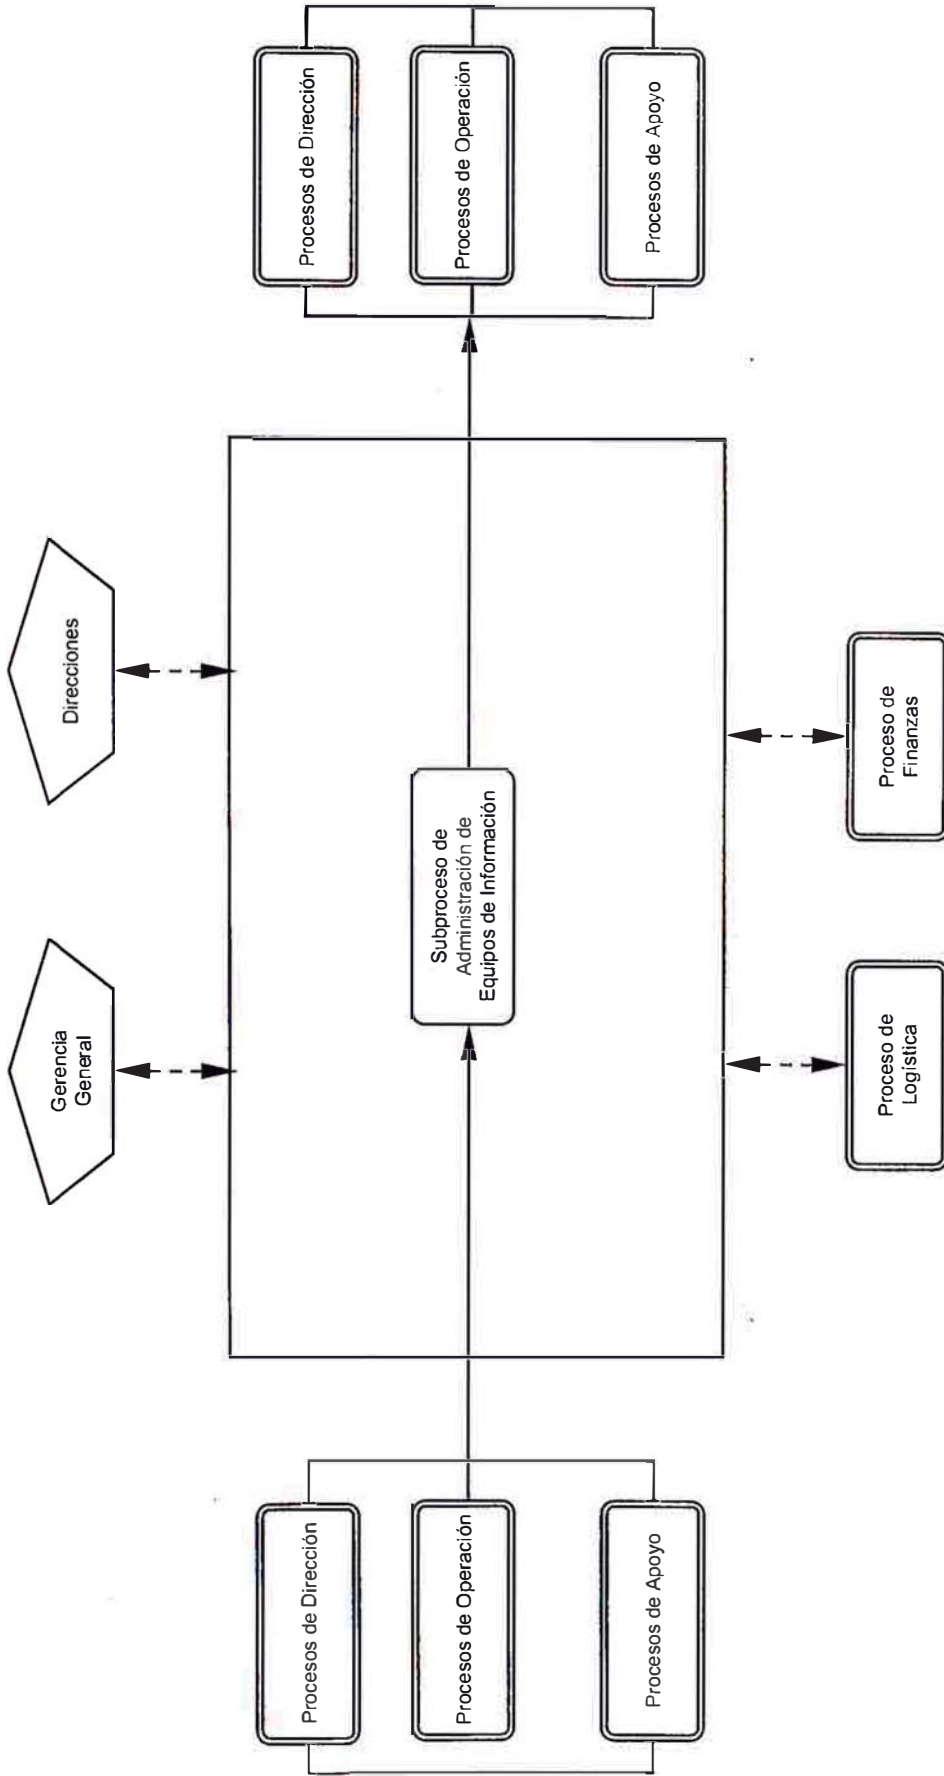 Gerencia
General
Direcciones
Procesos de Dirección
Procesos de Operación
Procesos de Apoyo
Subproceso de
Administración de
Equipos de Información
Procesos de Dirección
Procesos de Operación
Procesos de Apoyo
Proceso de
Logística
Proceso de
Finanzas